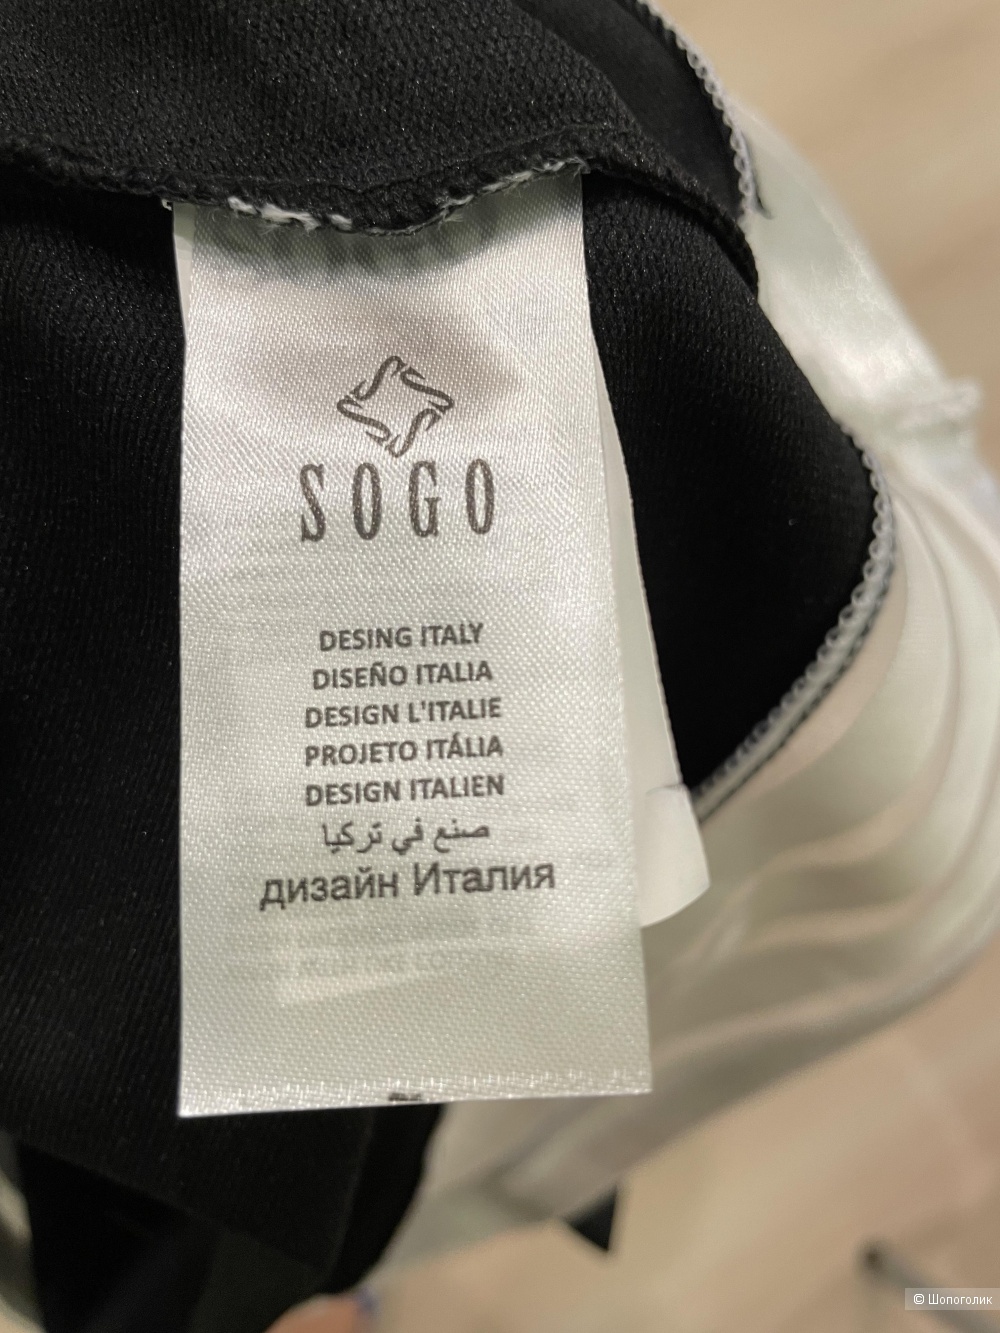 SOGO
DESING ITALY
DISEÑO ITALIA
DESIGN L'ITALIE
PROJETO ITÁLIA
DESIGN ITALIEN
صنع في تركيا
дизайн Италия
© Шопоголик